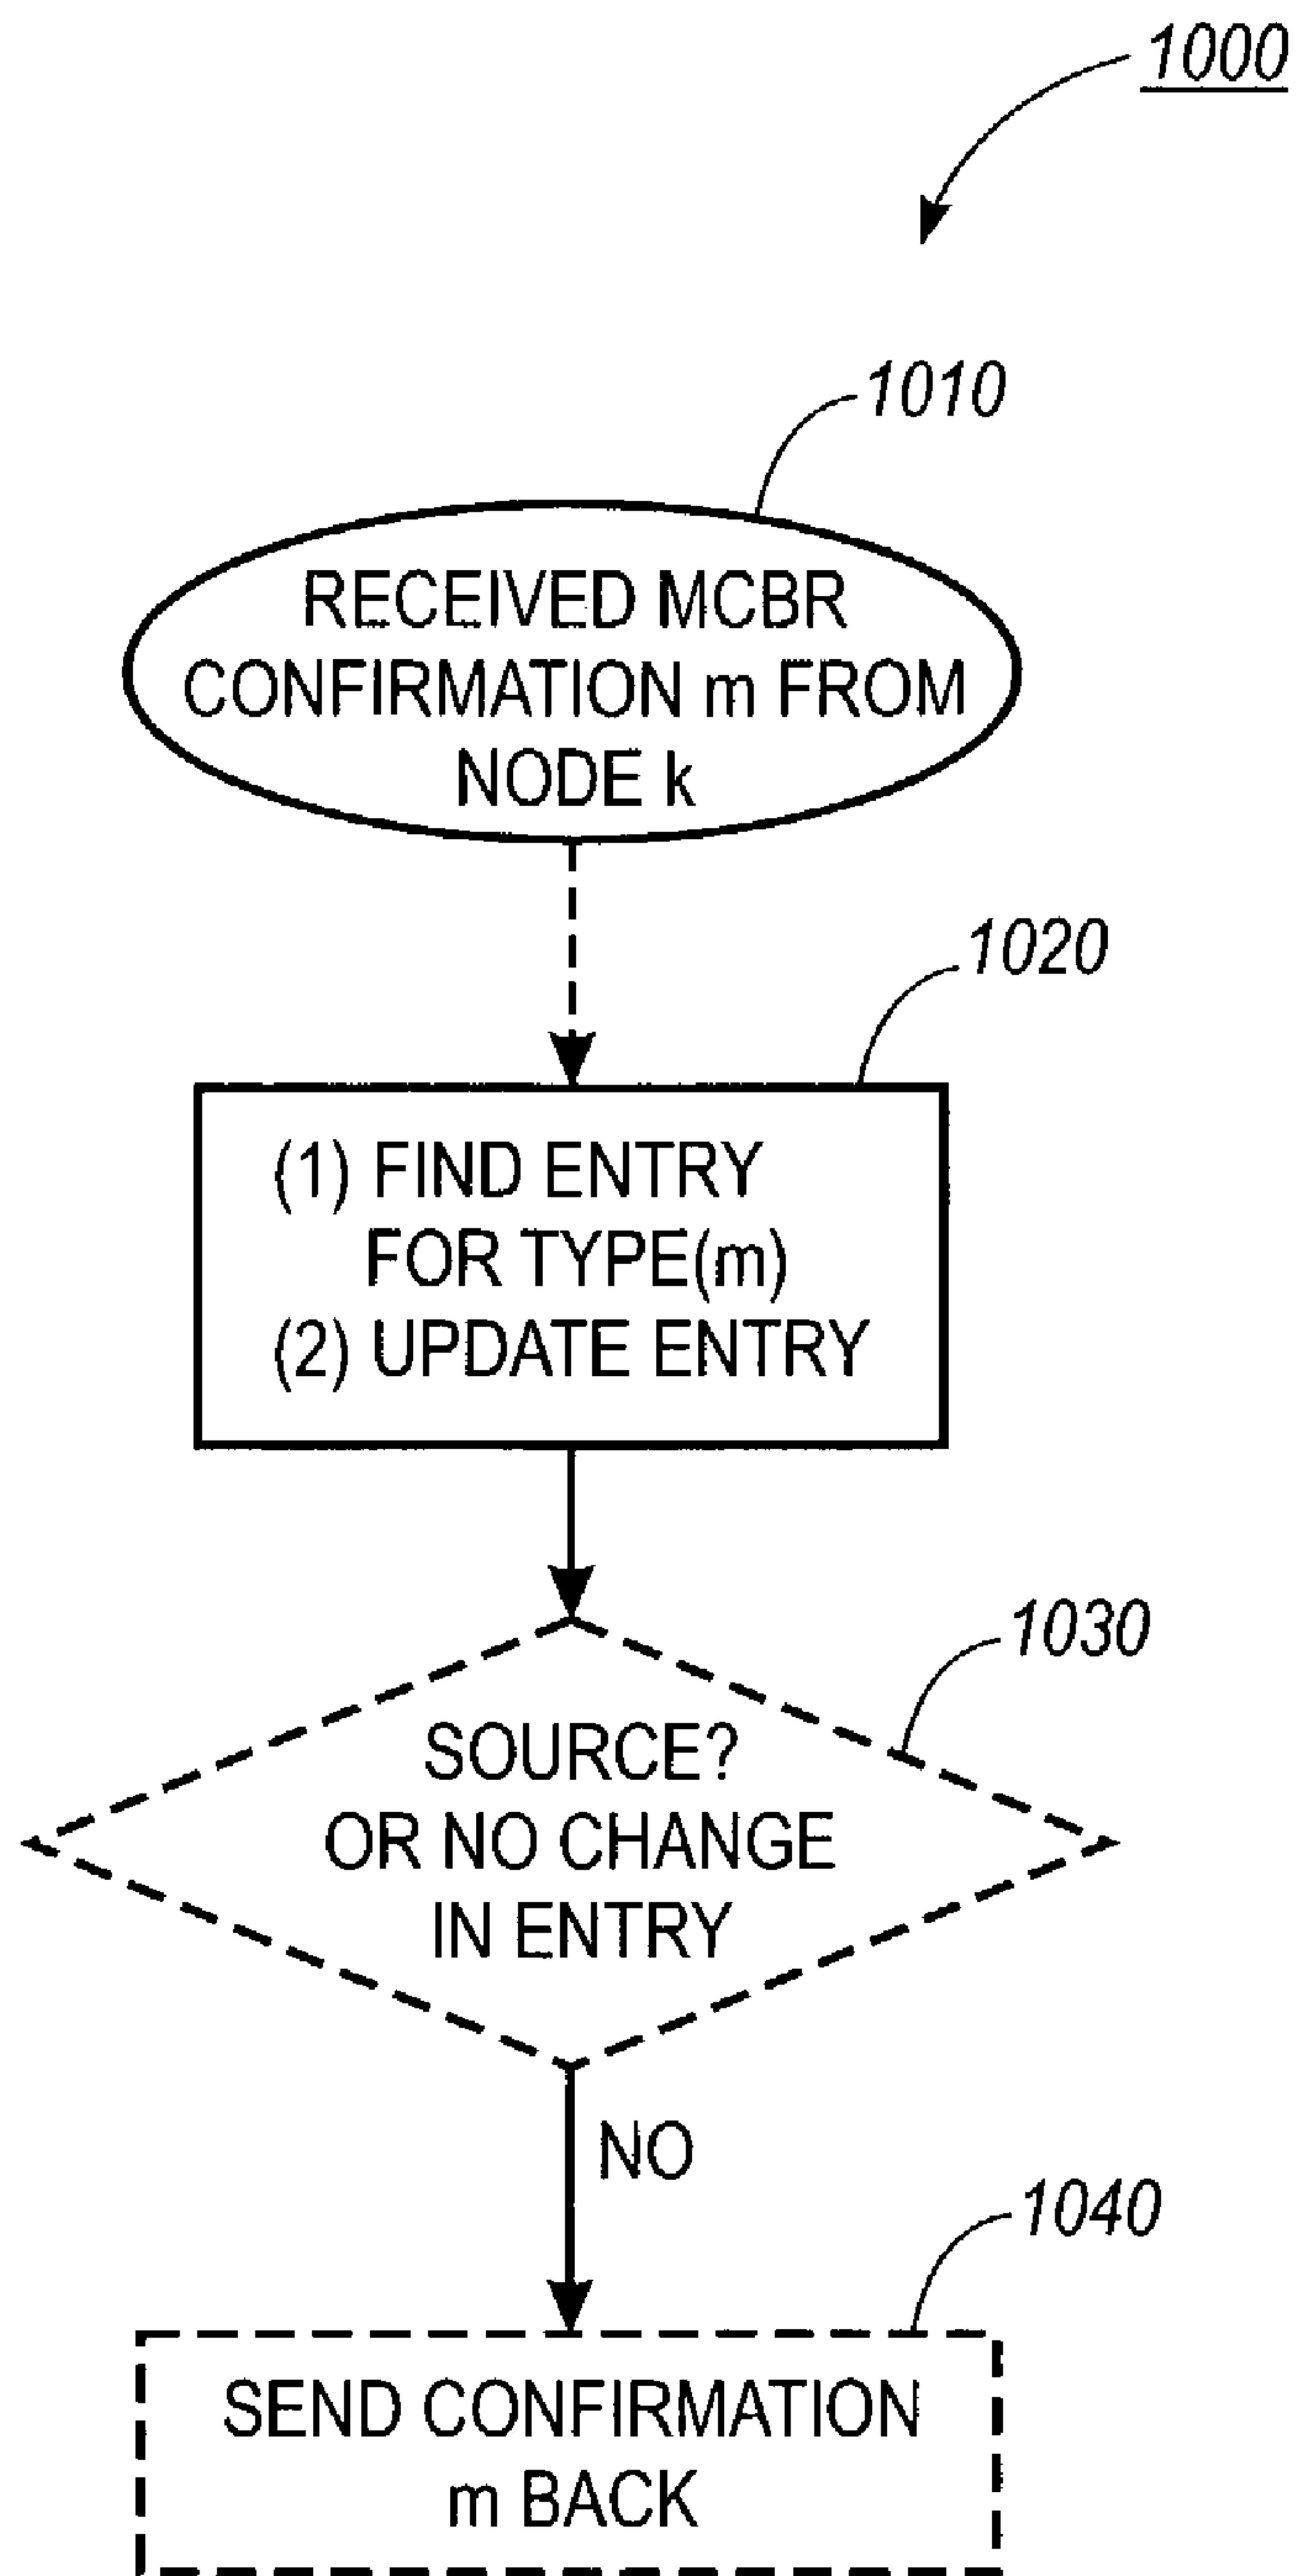 1000
1010
RECEIVED MCBR
CONFIRMATION m FROM
NODE k
1020
(1) FIND ENTRY
FOR TYPE(m)
(2) UPDATE ENTRY
1030
SOURCE?
OR NO CHANGE
IN ENTRY
NO
1040
SEND CONFIRMATION
m BACK